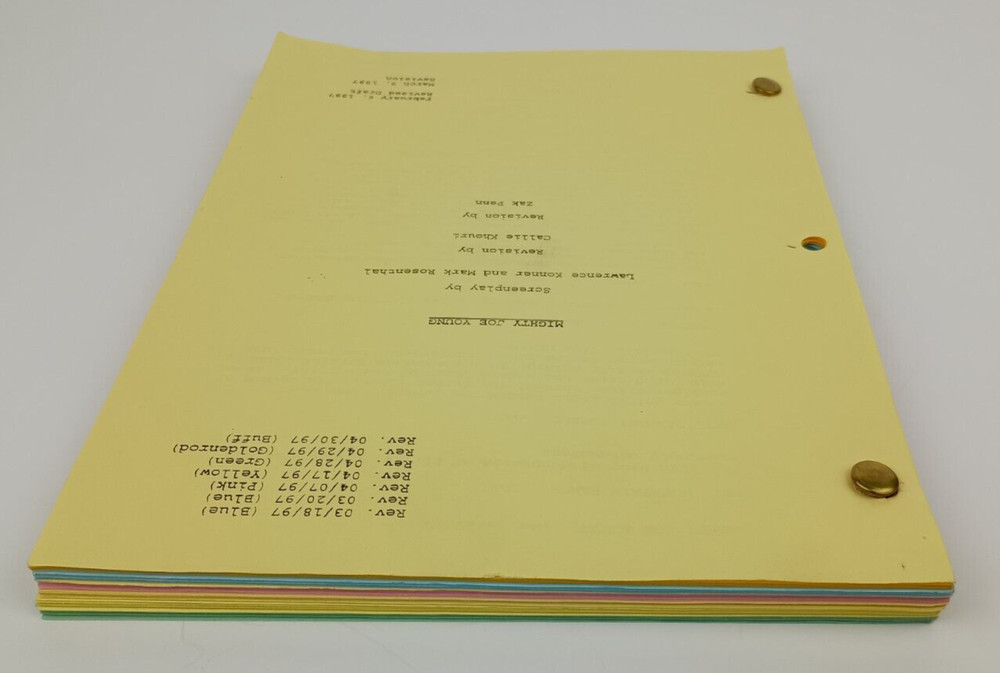 Rev. 03/18/97 (Blue)
Rev. 03/20/97 (Blue)
Rev. 04/07/97 (Pink)
Rev. 04/17/97 (Yellow)
Rev. 04/28/97 (Green)
Rev. 04/29/97 (Goldenrod)
Rev. 04/30/97 (Buff)
MIGHTY JOE YOUNG
Screenplay by
Lawrence Konner and Mark Rosenthal
Revision by
Callie Khouri
Revision by
Zak Penn
February 1997
Revised Draft
March 1997
Revision